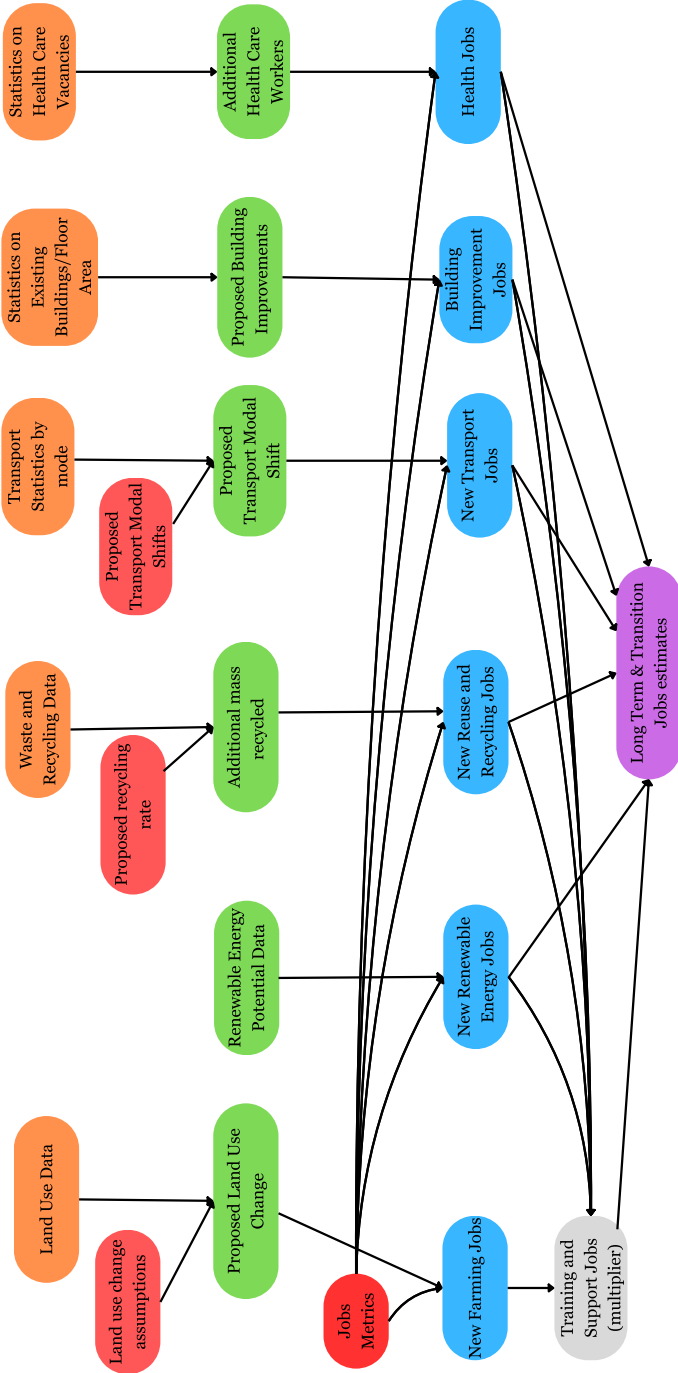 Land Use Data
Land use change
assumptions
Proposed Land Use
Change
Jobs
Metrics
New Farming Jobs
Training and
Support Jobs
(multiplier)
Renewable Energy
Potential Data
New Renewable
Energy Jobs
Waste and
Recycling Data
Proposed recycling
rate
Additional mass
recycled
New Reuse and
Recycling Jobs
Long Term & Transition
Jobs estimates
Transport
Statistics by
mode
Proposed
Transport Modal
Shifts
Proposed
Transport Modal
Shift
New Transport
Jobs
Statistics on
Existing
Buildings/Floor
Area
Proposed Building
Improvements
Building
Improvement
Jobs
Statistics on
Health Care
Vacancies
Additional
Health Care
Workers
Health Jobs